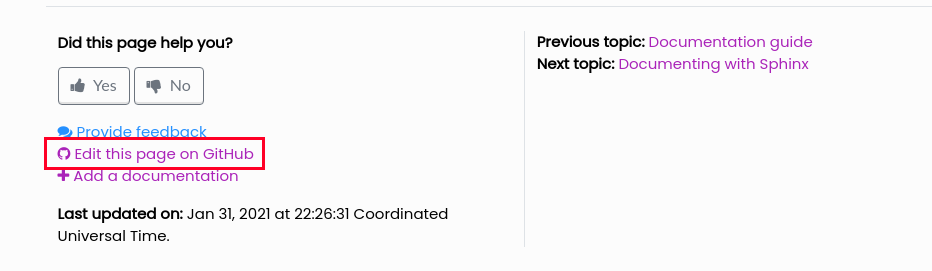 Did this page help you?
Yes
No
Provide feedback
Edit this page on GitHub
Add a documentation
Last updated on: Jan 31, 2021 at 22:26:31 Coordinated
Universal Time.
Previous topic: Documentation guide
Next topic: Documenting with Sphinx